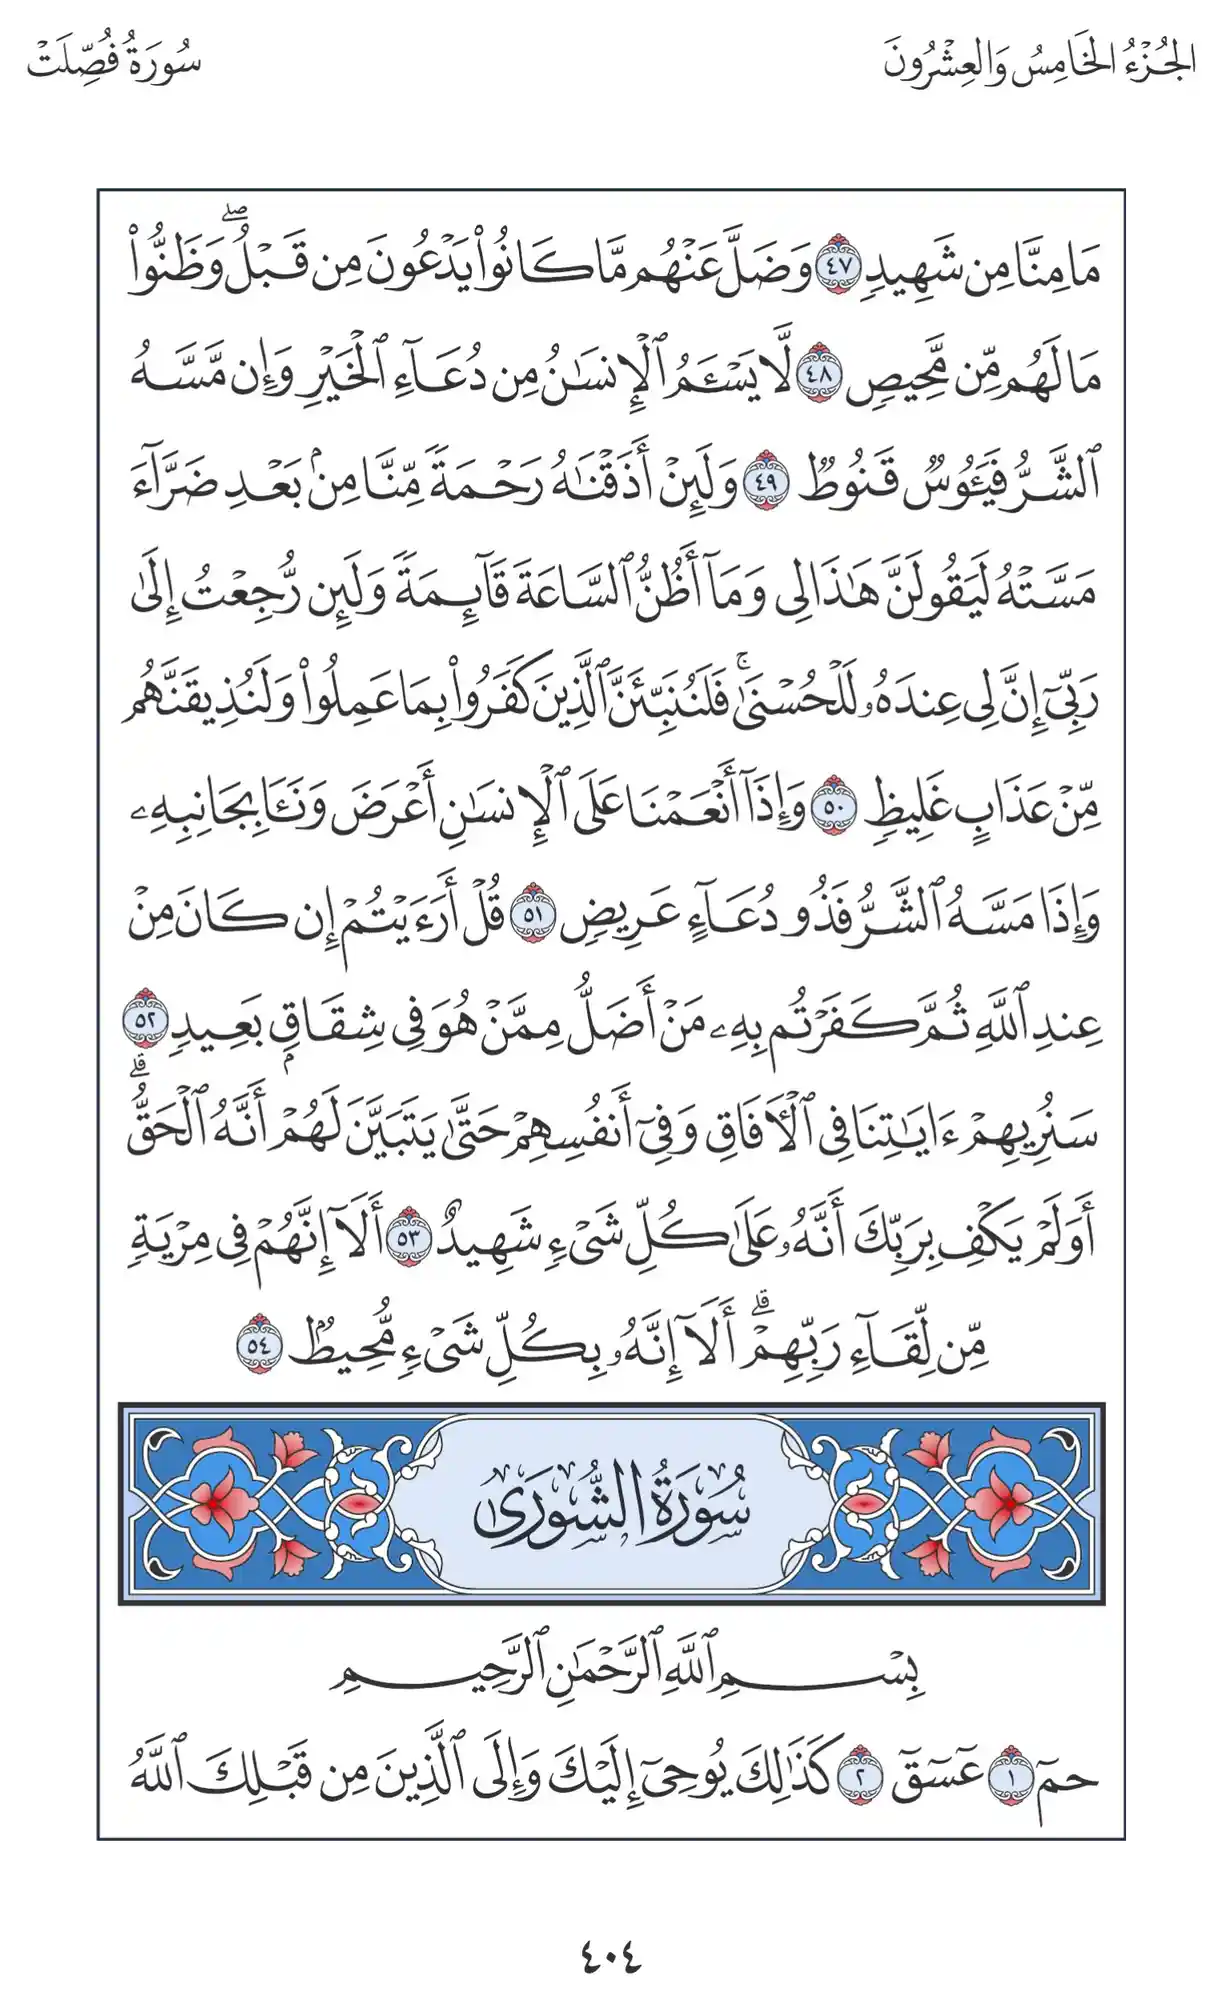 الجُزْءُ الخَامِسُ وَالعِشْرُونَ
سُورَةُ فُصِّلَتْ
مَا مِنَّا مِن شَهِيدٖ ٤٧ وَضَلَّ عَنۡهُم مَّا كَانُواْ يَدۡعُونَ مِن قَبۡلُۖ وَظَنُّواْ
مَا لَهُم مِّن مَّحِيصٖ ٤٨ لَّا يَسۡـَٔمُ ٱلۡإِنسَٰنُ مِن دُعَآءِ ٱلۡخَيۡرِ وَإِن مَّسَّهُ
ٱلشَّرُّ فَيَـُٔوسٞ قَنُوطٞ ٤٩ وَلَئِنۡ أَذَقۡنَٰهُ رَحۡمَةٗ مِّنَّا مِنۢ بَعۡدِ ضَرَّآءَ
مَسَّتۡهُ لَيَقُولَنَّ هَٰذَا لِي وَمَآ أَظُنُّ ٱلسَّاعَةَ قَآئِمَةٗ وَلَئِن رُّجِعۡتُ إِلَىٰ
رَبِّيٓ إِنَّ لِي عِندَهُۥ لَلۡحُسۡنَىٰۚ فَلَنُنَبِّئَنَّ ٱلَّذِينَ كَفَرُواْ بِمَا عَمِلُواْ وَلَنُذِيقَنَّهُم
مِّنۡ عَذَابٍ غَلِيظٖ ٥٠ وَإِذَآ أَنۡعَمۡنَا عَلَى ٱلۡإِنسَٰنِ أَعۡرَضَ وَنَـَٔا بِجَانِبِهِۦ
وَإِذَا مَسَّهُ ٱلشَّرُّ فَذُو دُعَآءٍ عَرِيضٖ ٥١ قُلۡ أَرَءَيۡتُمۡ إِن كَانَ مِنۡ
عِندِ ٱللَّهِ ثُمَّ كَفَرۡتُم بِهِۦ مَنۡ أَضَلُّ مِمَّنۡ هُوَ فِي شِقَاقِۭ بَعِيدٖ ٥٢
سَنُرِيهِمۡ ءَايَٰتِنَا فِي ٱلۡأٓفَاقِ وَفِيٓ أَنفُسِهِمۡ حَتَّىٰ يَتَبَيَّنَ لَهُمۡ أَنَّهُ ٱلۡحَقُّۗ
أَوَلَمۡ يَكۡفِ بِرَبِّكَ أَنَّهُۥ عَلَىٰ كُلِّ شَيۡءٖ شَهِيدٌ ٥٣ أَلَآ إِنَّهُمۡ فِي مِرۡيَةٖ
مِّن لِّقَآءِ رَبِّهِمۡۗ أَلَآ إِنَّهُۥ بِكُلِّ شَيۡءٖ مُّحِيطُۢ ٥٤
سُورَةُ الشُّورَىٰ
بِسۡمِ ٱللَّهِ ٱلرَّحۡمَٰنِ ٱلرَّحِيمِ
حمٓ ١ عٓسٓقٓ ٢ كَذَٰلِكَ يُوحِيٓ إِلَيۡكَ وَإِلَى ٱلَّذِينَ مِن قَبۡلِكَ ٱللَّهُ
٤٠٤